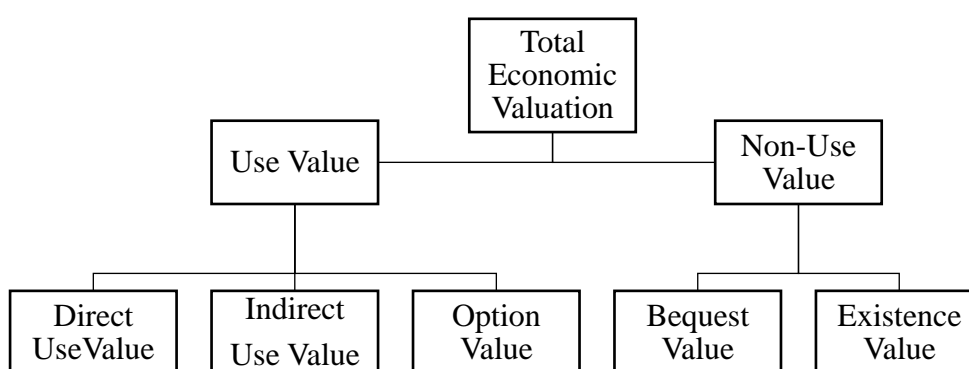 Total
Economic
Valuation
Use Value
Non-Use
Value
Direct
UseValue
Indirect
Use Value
Option
Value
Bequest
Value
Existence
Value